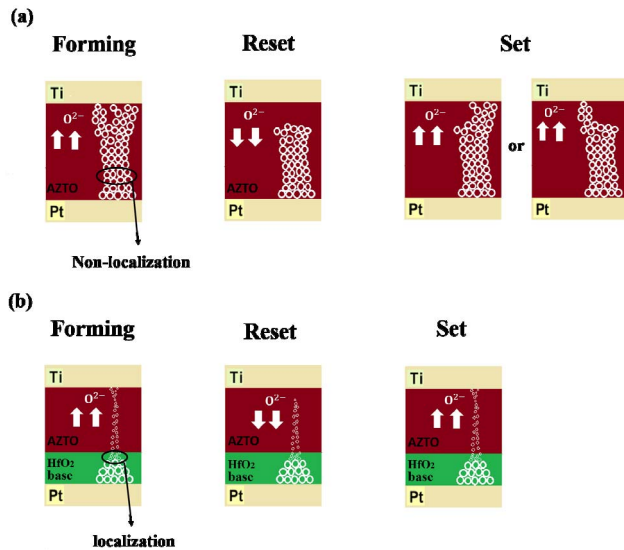 (a)
Forming Reset Set
Ti Ti Ti Ti
O²⁻ O²⁻ O²⁻ O²⁻
or
AZTO AZTO AZTO AZTO
Pt Pt Pt Pt
Non-localization
(b)
Forming Reset Set
Ti Ti Ti
O²⁻ O²⁻ O²⁻
AZTO AZTO AZTO
HfO₂ HfO₂ HfO₂
base base base
Pt Pt Pt
localization